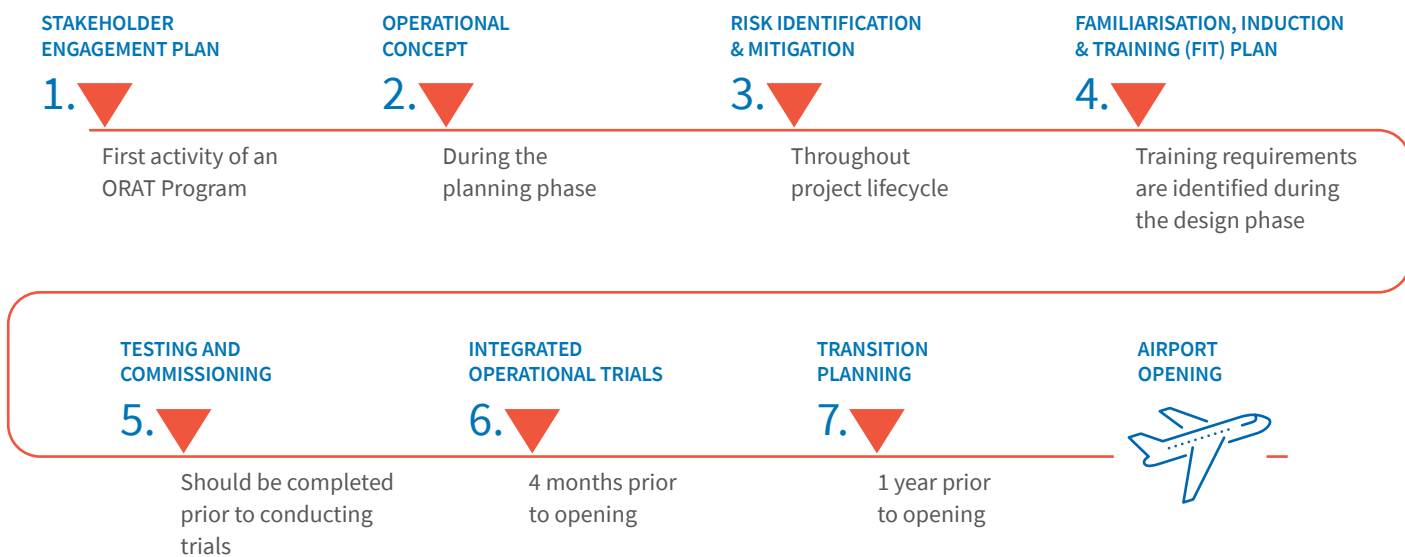 STAKEHOLDER
ENGAGEMENT PLAN
1.
First activity of an
ORAT Program
OPERATIONAL
CONCEPT
2.
During the
planning phase
RISK IDENTIFICATION
& MITIGATION
3.
Throughout
project lifecycle
FAMILIARISATION, INDUCTION
& TRAINING (FIT) PLAN
4.
Training requirements
are identified during
the design phase
TESTING AND
COMMISSIONING
5.
Should be completed
prior to conducting
trials
INTEGRATED
OPERATIONAL TRIALS
6.
4 months prior
to opening
TRANSITION
PLANNING
7.
1 year prior
to opening
AIRPORT
OPENING